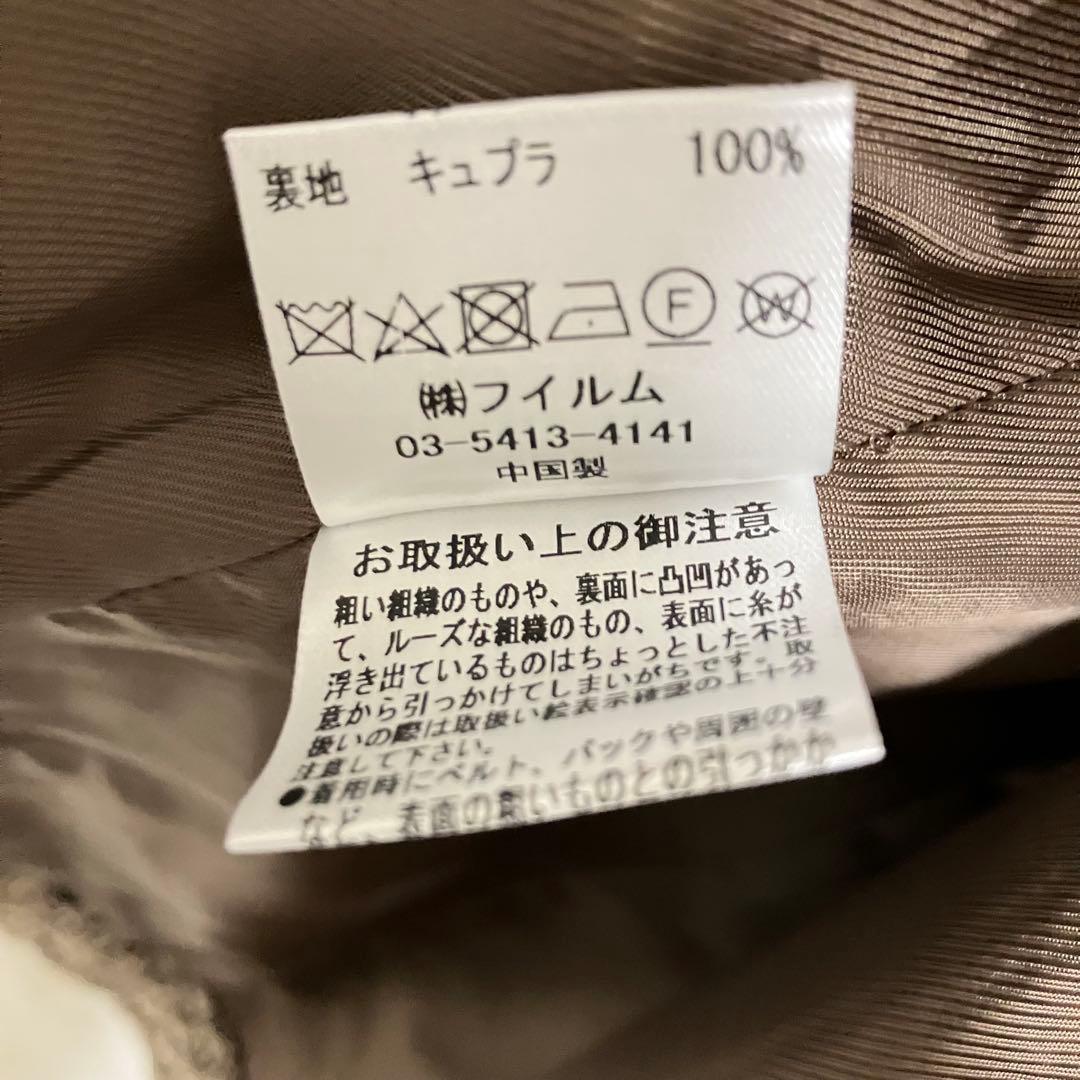 裏地 キュプラ 100%
F W
㈱フイルム
03-5413-4141
中国製
お取扱い上の御注意
粗い組織のものや、裏面に凸凹があっ
て、ルーズな組織のもの、表面に糸が
浮き出ているものはちょっとした不注
意から引っかけてしまいがちです。取
扱いの際は取扱い絵表示確認の上十分
注意して下さい。
●着用時にベルト、バックや周囲の壁
など、表面の粗いものとの引っかか